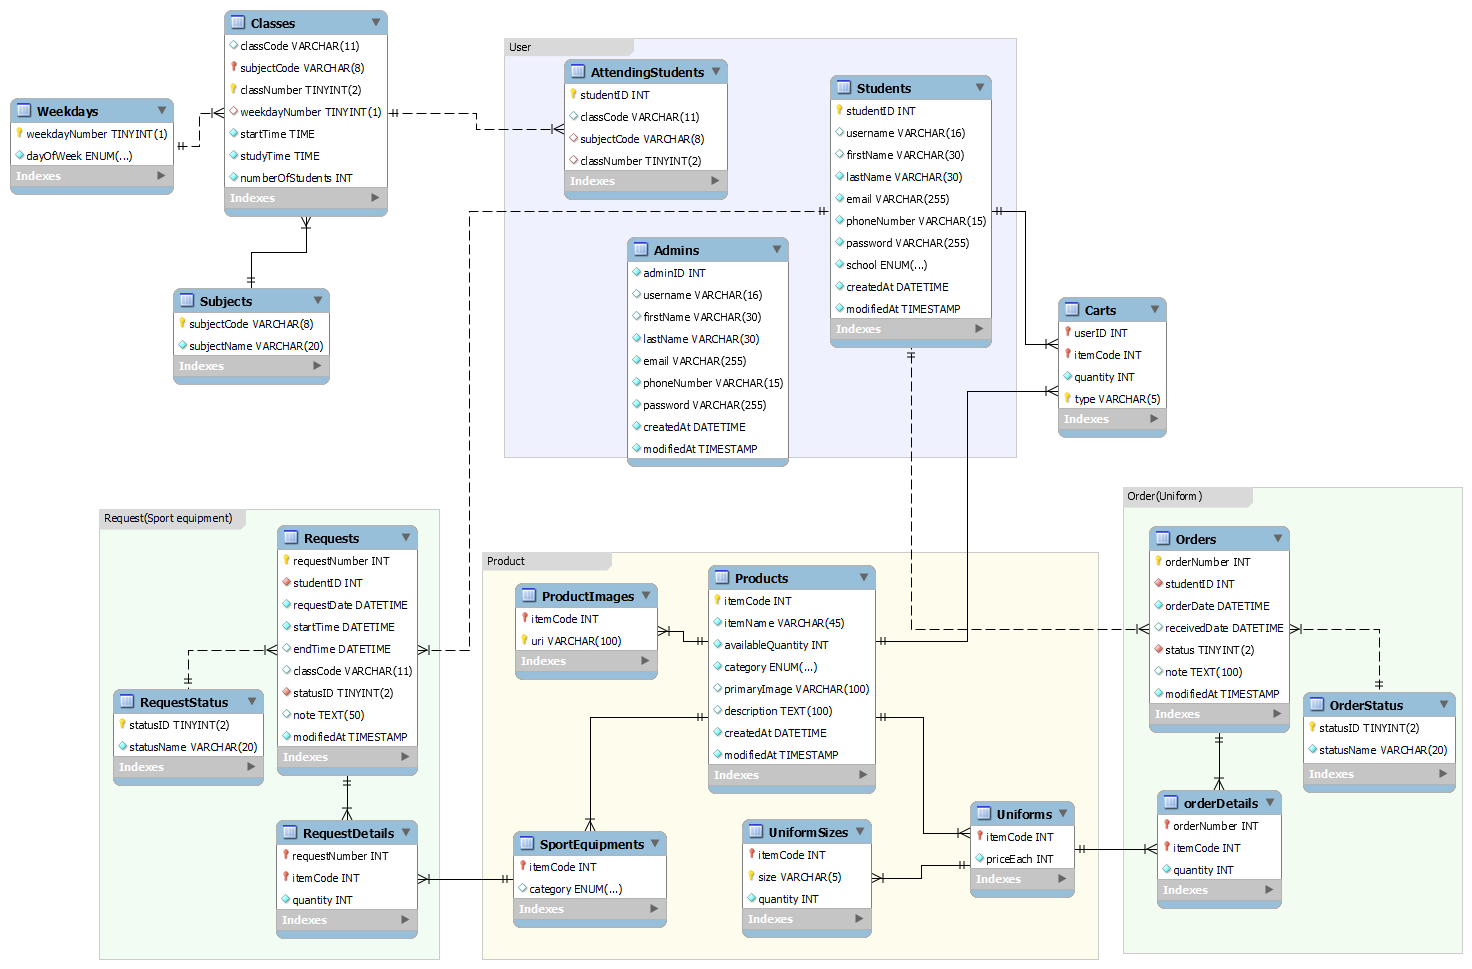 Classes
classCode VARCHAR(11)
subjectCode VARCHAR(8)
classNumber TINYINT(2)
weekdayNumber TINYINT(1)
startTime TIME
studyTime TIME
numberOfStudents INT
Indexes
Weekdays
weekdayNumber TINYINT(1)
dayOfWeek ENUM(...)
Indexes
Subjects
subjectCode VARCHAR(8)
subjectName VARCHAR(20)
Indexes
User
AttendingStudents
studentID INT
classCode VARCHAR(11)
subjectCode VARCHAR(8)
classNumber TINYINT(2)
Indexes
Students
studentID INT
username VARCHAR(16)
firstName VARCHAR(30)
lastName VARCHAR(30)
email VARCHAR(255)
phoneNumber VARCHAR(15)
password VARCHAR(255)
school ENUM(...)
createdAt DATETIME
modifiedAt TIMESTAMP
Indexes
Admins
adminID INT
username VARCHAR(16)
firstName VARCHAR(30)
lastName VARCHAR(30)
email VARCHAR(255)
phoneNumber VARCHAR(15)
password VARCHAR(255)
createdAt DATETIME
modifiedAt TIMESTAMP
Carts
userID INT
itemCode INT
quantity INT
type VARCHAR(5)
Indexes
Request(Sport equipment)
Requests
requestNumber INT
studentID INT
requestDate DATETIME
startTime DATETIME
endTime DATETIME
classCode VARCHAR(11)
statusID TINYINT(2)
note TEXT(50)
modifiedAt TIMESTAMP
Indexes
RequestStatus
statusID TINYINT(2)
statusName VARCHAR(20)
Indexes
RequestDetails
requestNumber INT
itemCode INT
quantity INT
Indexes
Product
ProductImages
itemCode INT
uri VARCHAR(100)
Indexes
Products
itemCode INT
itemName VARCHAR(45)
availableQuantity INT
category ENUM(...)
primaryImage VARCHAR(100)
description TEXT(100)
createdAt DATETIME
modifiedAt TIMESTAMP
Indexes
SportEquipments
itemCode INT
category ENUM(...)
Indexes
UniformSizes
itemCode INT
size VARCHAR(5)
quantity INT
Indexes
Uniforms
itemCode INT
priceEach INT
Indexes
Order(Uniform)
Orders
orderNumber INT
studentID INT
orderDate DATETIME
receivedDate DATETIME
status TINYINT(2)
note TEXT(100)
modifiedAt TIMESTAMP
Indexes
OrderStatus
statusID TINYINT(2)
statusName VARCHAR(20)
Indexes
orderDetails
orderNumber INT
itemCode INT
quantity INT
Indexes